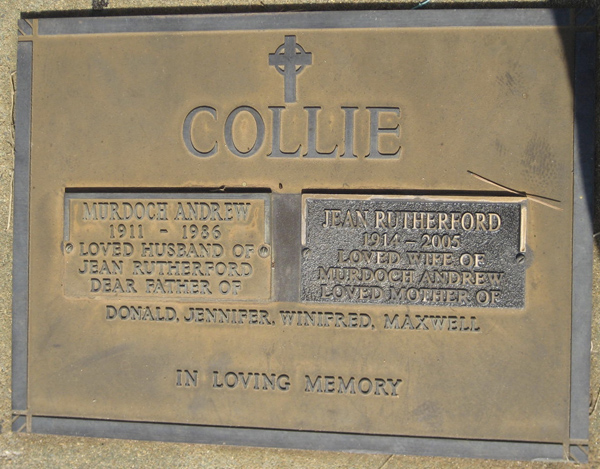 COLLIE
MURDOCH ANDREW
1911 - 1986
LOVED HUSBAND OF
JEAN RUTHERFORD
DEAR FATHER OF
JEAN RUTHERFORD
1914 - 2005
LOVED WIFE OF
MURDOCH ANDREW
LOVED MOTHER OF
DONALD, JENNIFER, WINIFRED, MAXWELL
IN LOVING MEMORY